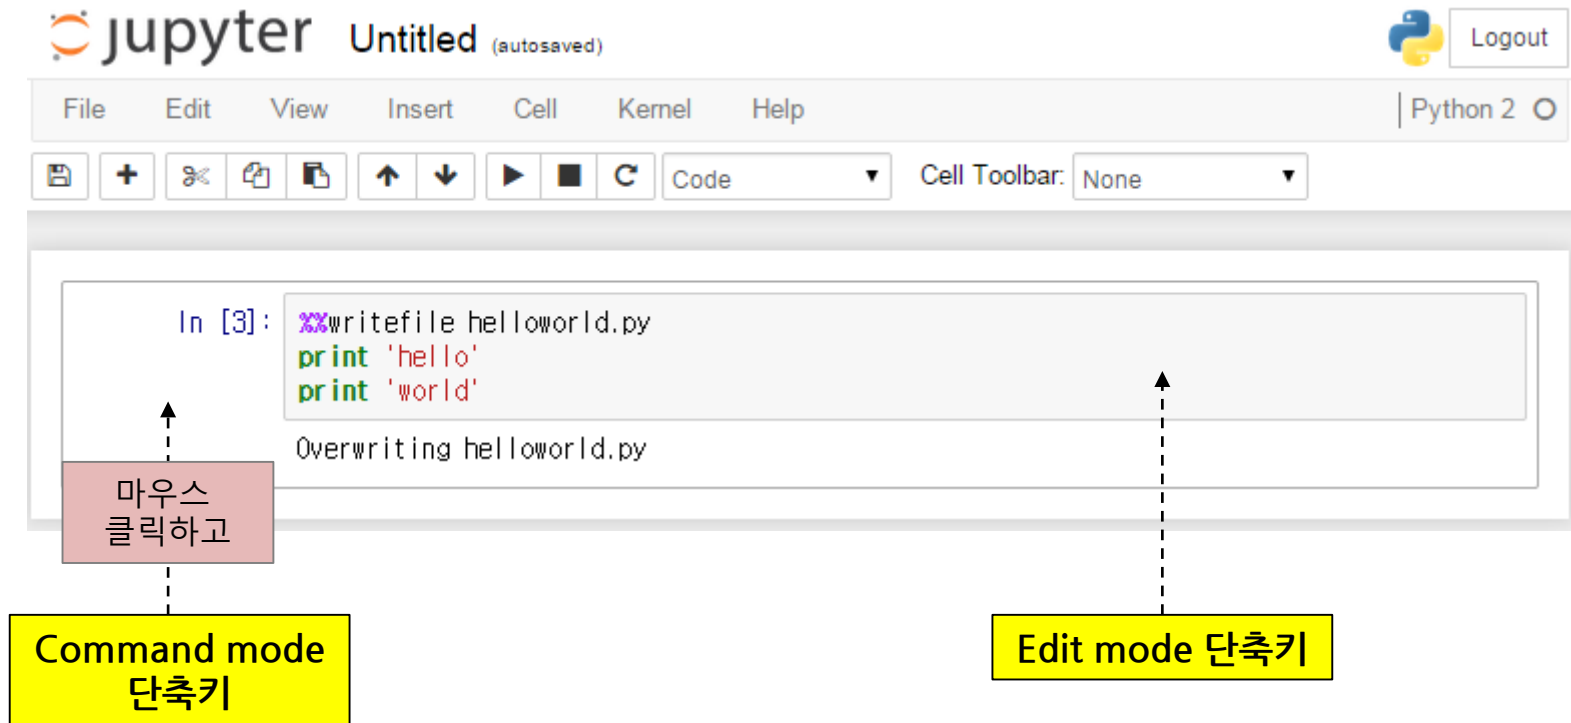 jupyter Untitled (autosaved) Logout
File Edit View Insert Cell Kernel Help Python 2
Code Cell Toolbar: None
In [3]: %%writefile helloworld.py
print 'hello'
print 'world'
Overwriting helloworld.py
마우스
클릭하고
Command mode
단축키
Edit mode 단축키